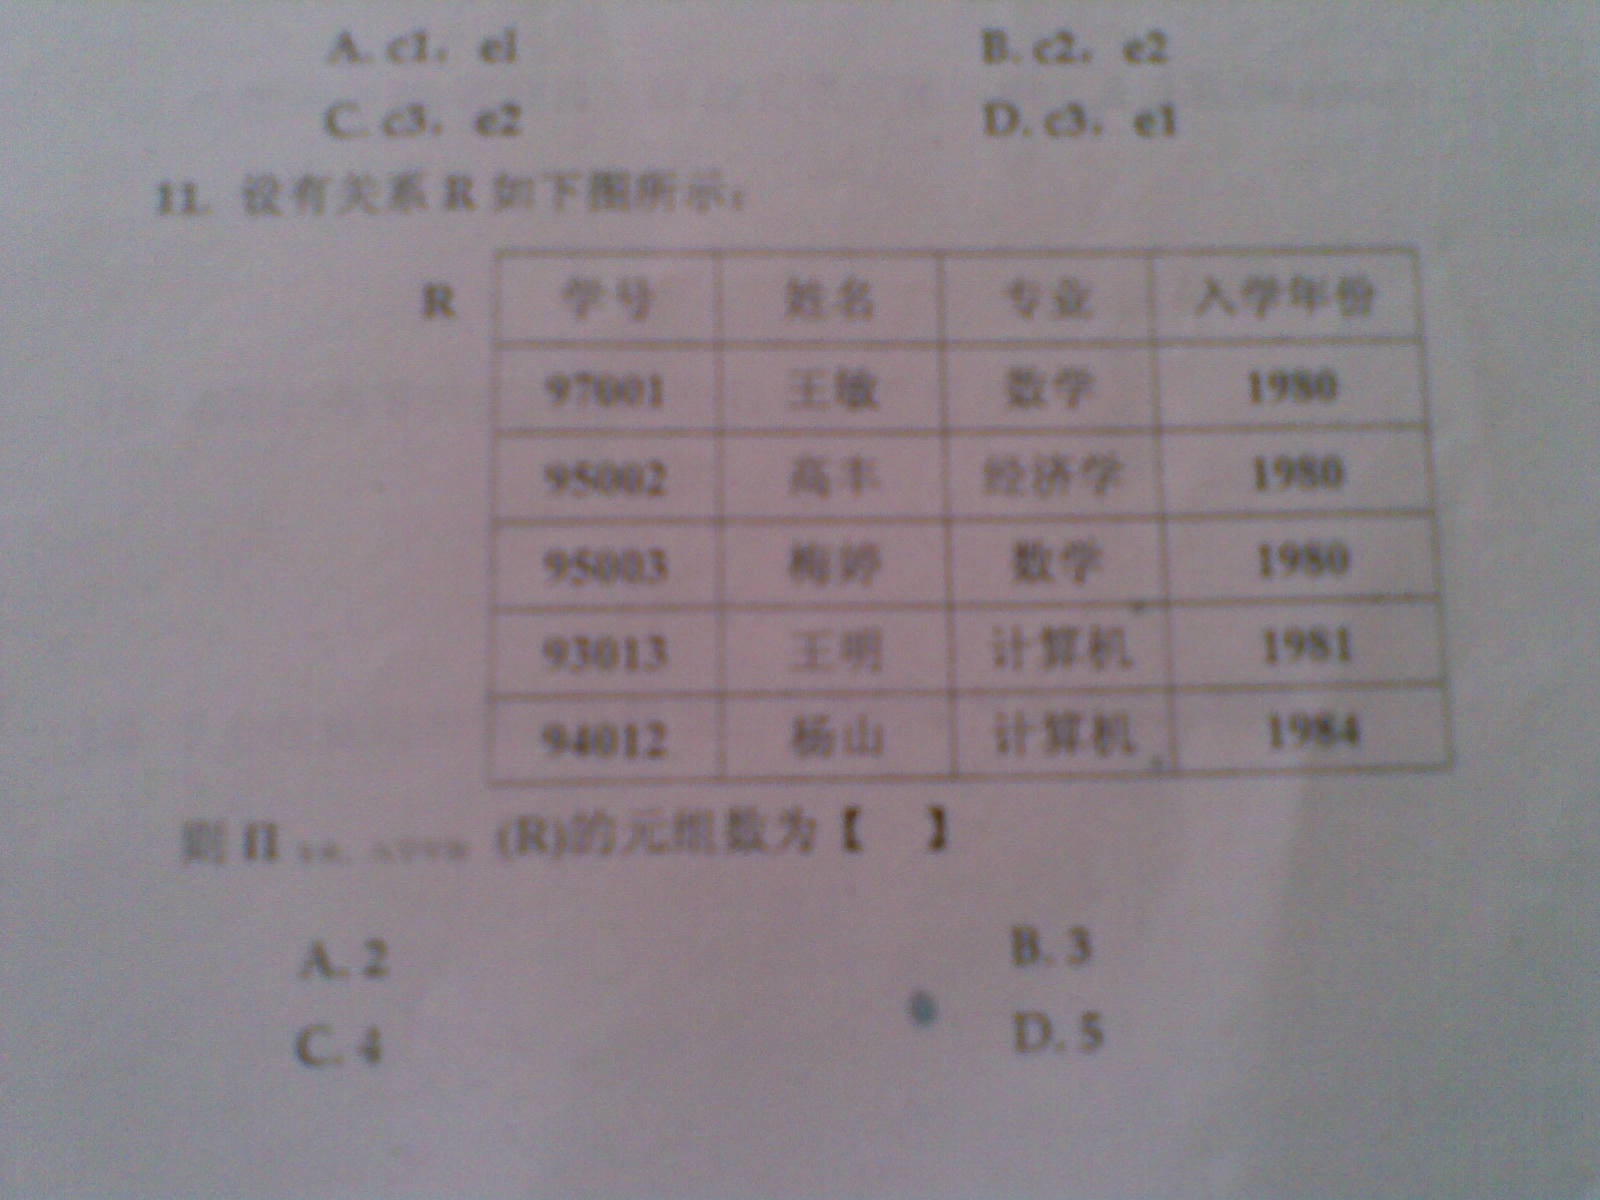 A. c1, e1
B. c2, e2
C. c3, e2
D. c3, e1
11. 设有关系 R 如下图所示:
R
学号 姓名 专业 入学年份
97001 王敏 数学 1980
95002 高丰 经济学 1980
95003 梅婷 数学 1980
93013 王明 计算机 1981
94012 杨山 计算机 1984
则 Π (R)的元组数为【 】
A. 2
B. 3
C. 4
D. 5